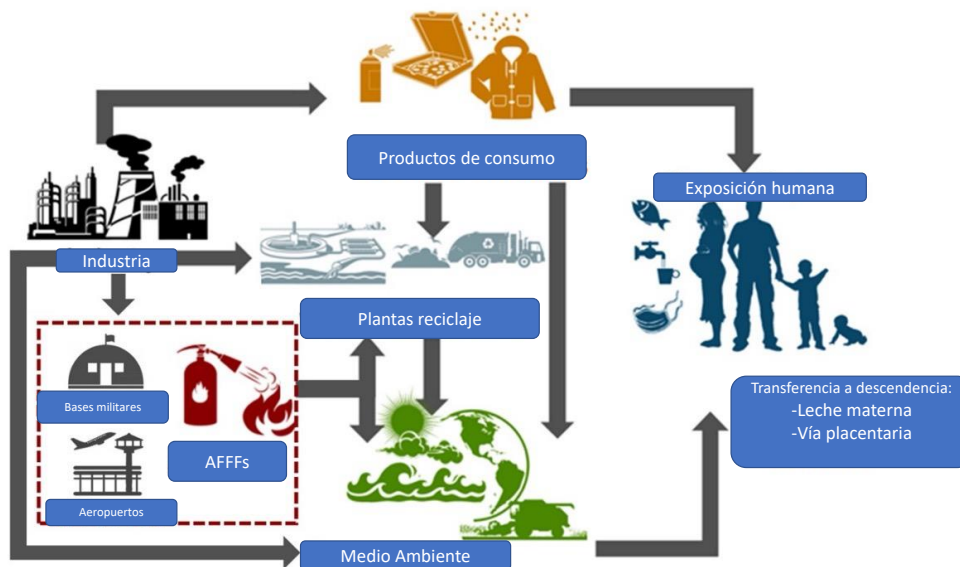 Productos de consumo
Exposición humana
Industria
Plantas reciclaje
Bases militares
AFFFs
Aeropuertos
Transferencia a descendencia:
-Leche materna
-Vía placentaria
Medio Ambiente